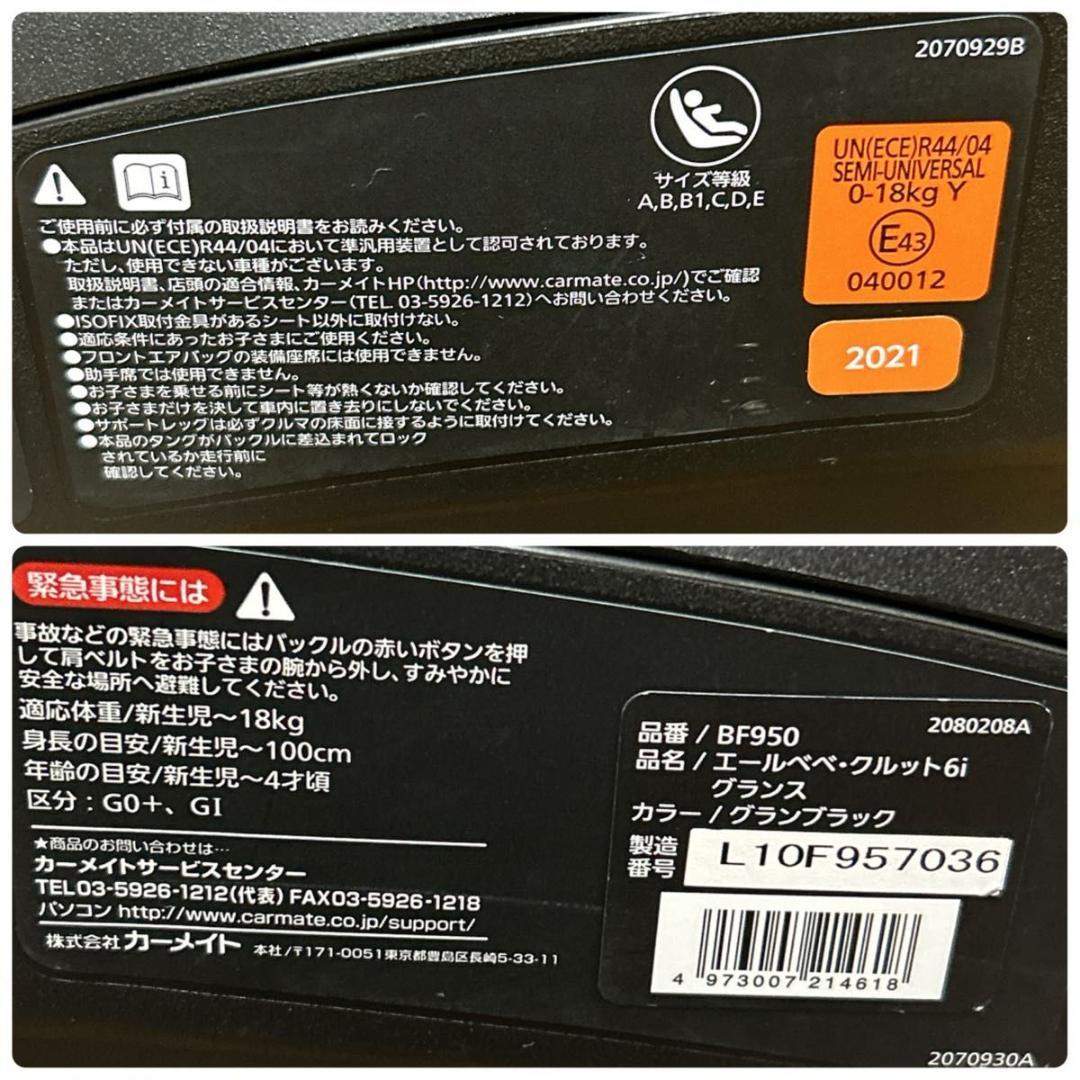 2070929B
サイズ等級
A,B,B1,C,D,E
UN(ECE)R44/04
SEMI-UNIVERSAL
0-18kg Y
E43
040012
2021
ご使用前に必ず付属の取扱説明書をお読みください。
●本品はUN(ECE)R44/04において準汎用装置として認可されております。
ただし、使用できない車種がございます。
取扱説明書、店頭の適合情報、カーメイトHP(http://www.carmate.co.jp/)でご確認
またはカーメイトサービスセンター(TEL. 03-5926-1212)へお問い合わせください。
●ISOFIX取付金具があるシート以外に取付けない。
●適応条件にあったお子さまにご使用ください。
●フロントエアバッグの装備座席には使用できません。
●助手席では使用できません。
●お子さまを乗せる前にシート等が熱くないか確認してください。
●お子さまだけを決して車内に置き去りにしないでください。
●サポートレッグは必ずクルマの床面に接するように取付けてください。
●本品のタングがバックルに差込まれてロック
されているか走行前に
確認してください。
緊急事態には
事故などの緊急事態にはバックルの赤いボタンを押
して肩ベルトをお子さまの腕から外し、すみやかに
安全な場所へ避難してください。
適応体重/新生児～18kg
身長の目安/新生児～100cm
年齢の目安/新生児～4才頃
区分：G0+、GI
★商品のお問い合わせは…
カーメイトサービスセンター
TEL03-5926-1212(代表) FAX03-5926-1218
パソコン http://www.carmate.co.jp/support/
株式会社 カーメイト 本社/〒171-0051東京都豊島区長崎5-33-11
2080208A
品番 / BF950
品名 / エールベベ・クルット6i
グランス
カラー / グランブラック
製造
番号
L10F957036
4 973007 214618
2070930A